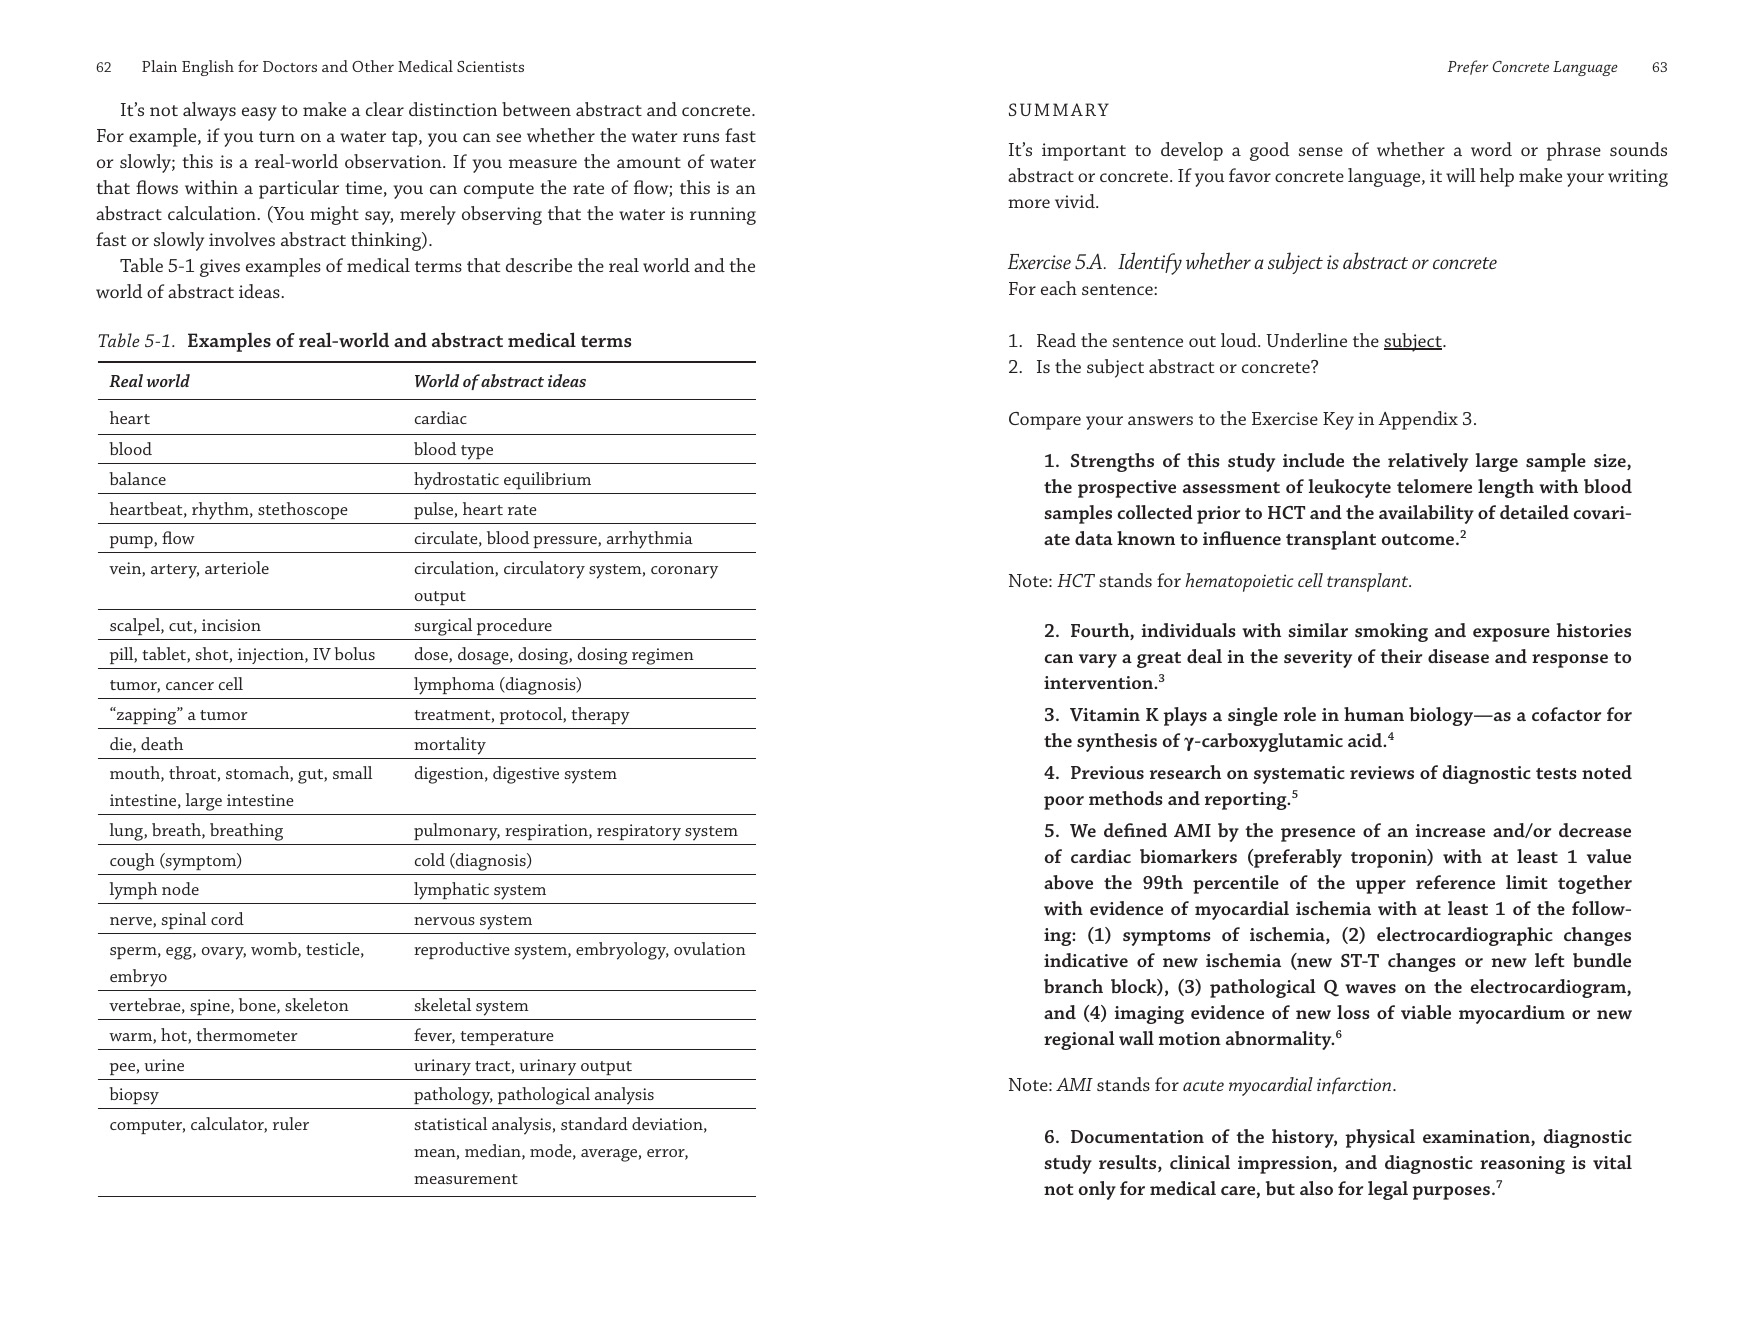 62 Plain English for Doctors and Other Medical Scientists
It’s not always easy to make a clear distinction between abstract and concrete.
For example, if you turn on a water tap, you can see whether the water runs fast
or slowly; this is a real-world observation. If you measure the amount of water
that flows within a particular time, you can compute the rate of flow; this is an
abstract calculation. (You might say, merely observing that the water is running
fast or slowly involves abstract thinking).
Table 5-1 gives examples of medical terms that describe the real world and the
world of abstract ideas.
Table 5-1. Examples of real-world and abstract medical terms
Real world World of abstract ideas
heart cardiac
blood blood type
balance hydrostatic equilibrium
heartbeat, rhythm, stethoscope pulse, heart rate
pump, flow circulate, blood pressure, arrhythmia
vein, artery, arteriole circulation, circulatory system, coronary
output
scalpel, cut, incision surgical procedure
pill, tablet, shot, injection, IV bolus dose, dosage, dosing, dosing regimen
tumor, cancer cell lymphoma (diagnosis)
“zapping” a tumor treatment, protocol, therapy
die, death mortality
mouth, throat, stomach, gut, small digestion, digestive system
intestine, large intestine
lung, breath, breathing pulmonary, respiration, respiratory system
cough (symptom) cold (diagnosis)
lymph node lymphatic system
nerve, spinal cord nervous system
sperm, egg, ovary, womb, testicle, reproductive system, embryology, ovulation
embryo
vertebrae, spine, bone, skeleton skeletal system
warm, hot, thermometer fever, temperature
pee, urine urinary tract, urinary output
biopsy pathology, pathological analysis
computer, calculator, ruler statistical analysis, standard deviation,
mean, median, mode, average, error,
measurement
Prefer Concrete Language 63
SUMMARY
It’s important to develop a good sense of whether a word or phrase sounds
abstract or concrete. If you favor concrete language, it will help make your writing
more vivid.
Exercise 5.A. Identify whether a subject is abstract or concrete
For each sentence:
1. Read the sentence out loud. Underline the subject.
2. Is the subject abstract or concrete?
Compare your answers to the Exercise Key in Appendix 3.
1. Strengths of this study include the relatively large sample size,
the prospective assessment of leukocyte telomere length with blood
samples collected prior to HCT and the availability of detailed covari-
ate data known to influence transplant outcome.2
Note: HCT stands for hematopoietic cell transplant.
2. Fourth, individuals with similar smoking and exposure histories
can vary a great deal in the severity of their disease and response to
intervention.3
3. Vitamin K plays a single role in human biology—as a cofactor for
the synthesis of γ-carboxyglutamic acid.4
4. Previous research on systematic reviews of diagnostic tests noted
poor methods and reporting.5
5. We defined AMI by the presence of an increase and/or decrease
of cardiac biomarkers (preferably troponin) with at least 1 value
above the 99th percentile of the upper reference limit together
with evidence of myocardial ischemia with at least 1 of the follow-
ing: (1) symptoms of ischemia, (2) electrocardiographic changes
indicative of new ischemia (new ST-T changes or new left bundle
branch block), (3) pathological Q waves on the electrocardiogram,
and (4) imaging evidence of new loss of viable myocardium or new
regional wall motion abnormality.6
Note: AMI stands for acute myocardial infarction.
6. Documentation of the history, physical examination, diagnostic
study results, clinical impression, and diagnostic reasoning is vital
not only for medical care, but also for legal purposes.7